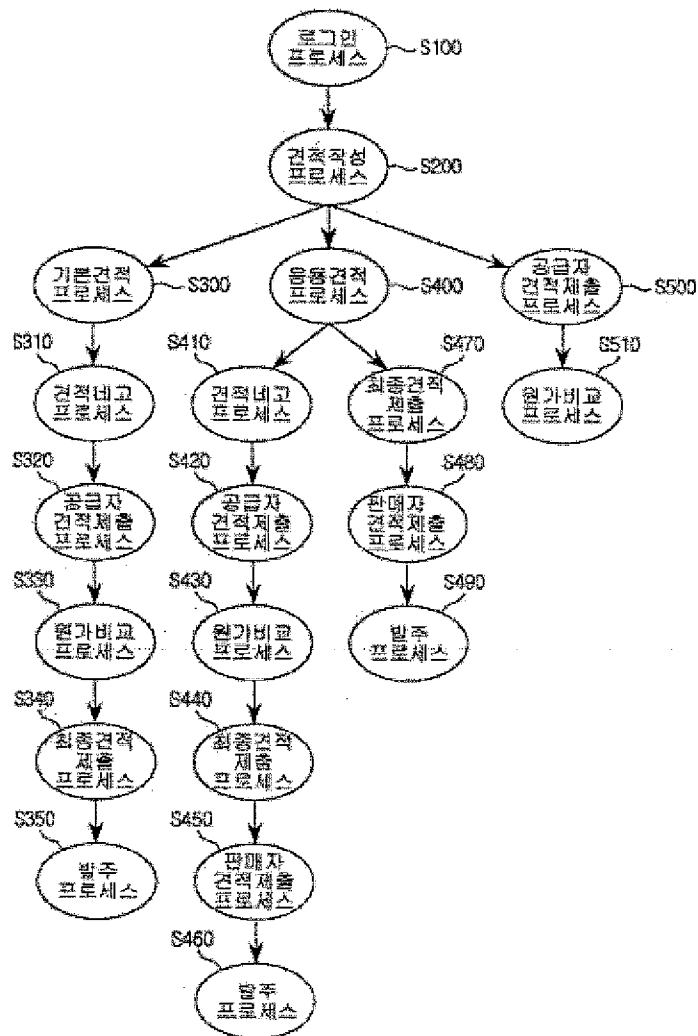 로그인
프로세스
S100
견적작성
프로세스
S200
기본견적
프로세스
S300
응용견적
프로세스
S400
공급자
견적제출
프로세스
S500
S310
견적네고
프로세스
S410
견적네고
프로세스
S470
최종견적
제출
프로세스
S510
원가비교
프로세스
S320
공급자
견적제출
프로세스
S420
공급자
견적제출
프로세스
S480
판매자
견적제출
프로세스
S330
원가비교
프로세스
S430
원가비교
프로세스
S490
발주
프로세스
S340
최종견적
제출
프로세스
S440
최종견적
제출
프로세스
S350
발주
프로세스
S450
판매자
견적제출
프로세스
S460
발주
프로세스